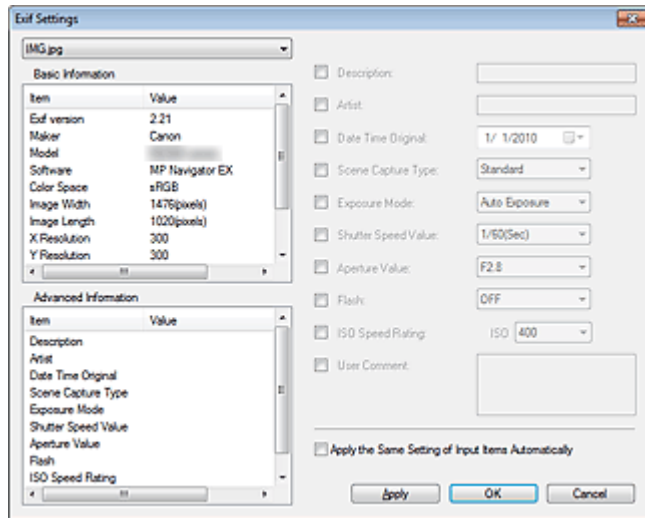 Exif Settings
IMG.jpg
Basic Information
Item Value
Exif version 2.21
Maker Canon
Model
Software MP Navigator EX
Color Space sRGB
Image Width 1476(pixels)
Image Length 1020(pixels)
X Resolution 300
Y Resolution 300
Advanced Information
Item Value
Description
Artist
Date Time Original
Scene Capture Type
Exposure Mode
Shutter Speed Value
Aperture Value
Flash
ISO Speed Rating
Description:
Artist:
Date Time Original: 1/ 1/2010
Scene Capture Type: Standard
Exposure Mode: Auto Exposure
Shutter Speed Value: 1/60(Sec)
Aperture Value: F2.8
Flash: OFF
ISO Speed Rating: ISO 400
User Comment:
Apply the Same Setting of Input Items Automatically
Apply OK Cancel